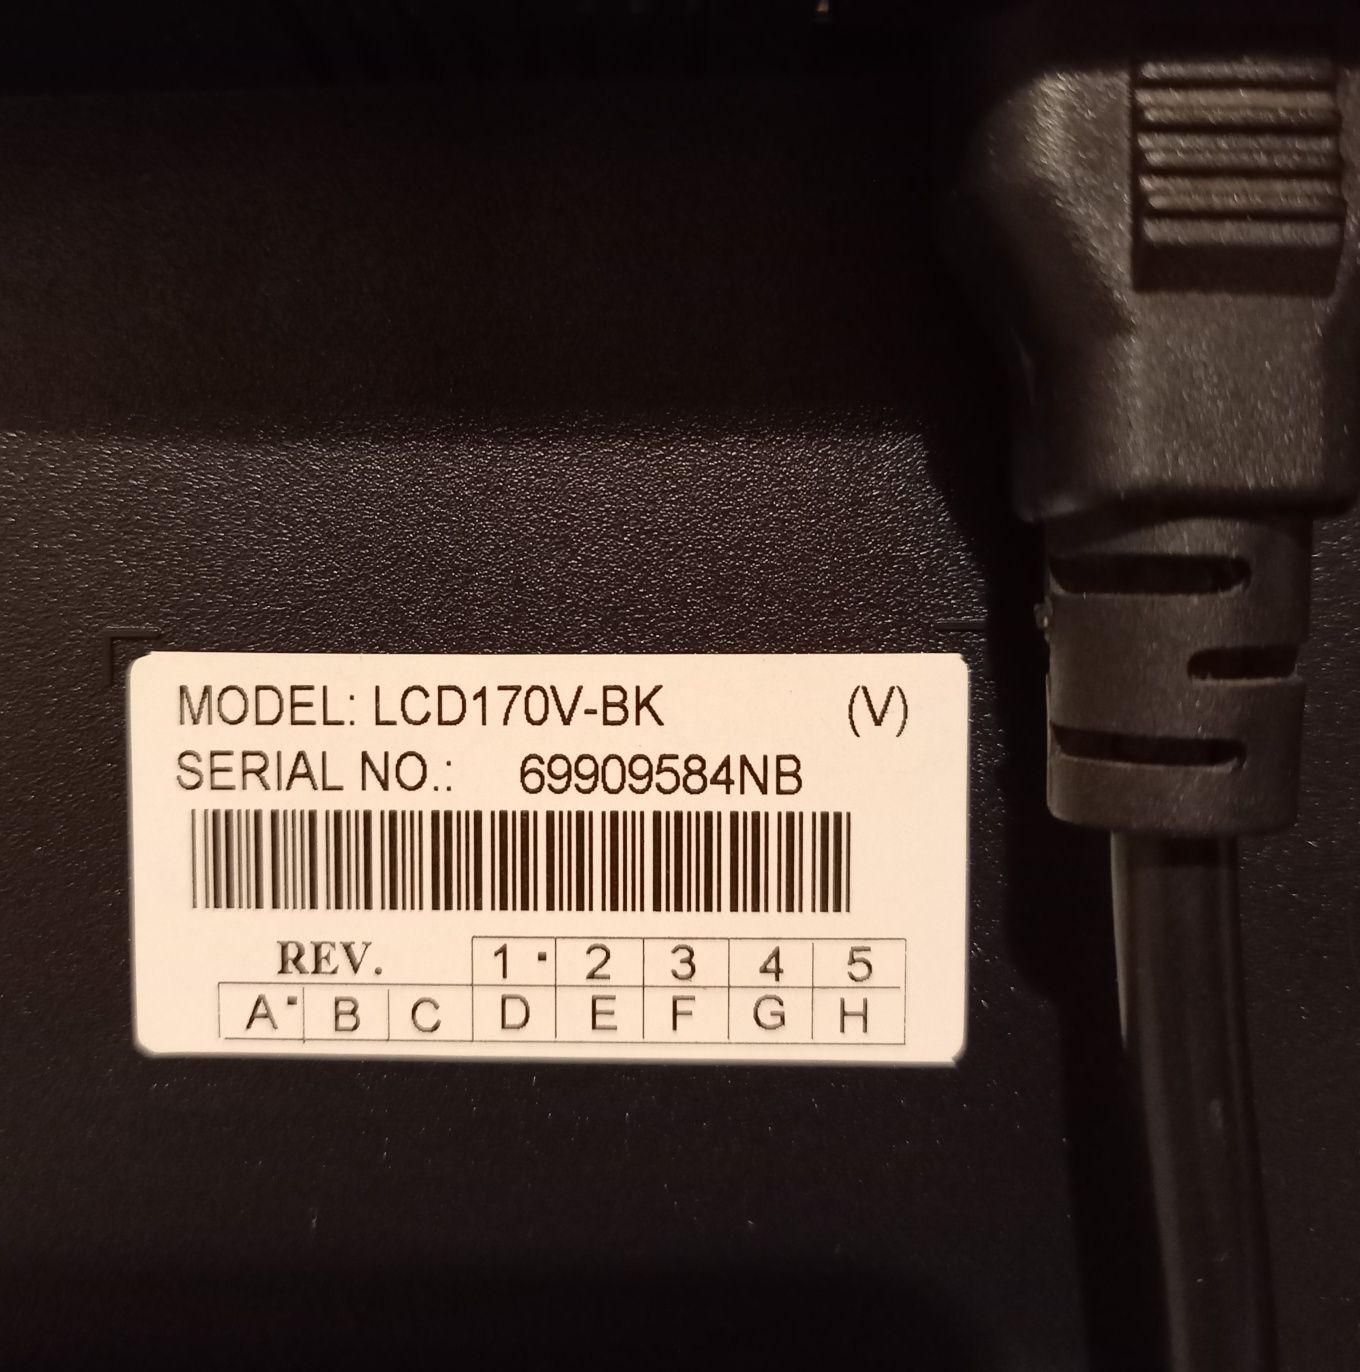 MODEL: LCD170V-BK (V)
SERIAL NO.: 69909584NB
REV. 1 2 3 4 5
A B C D E F G H